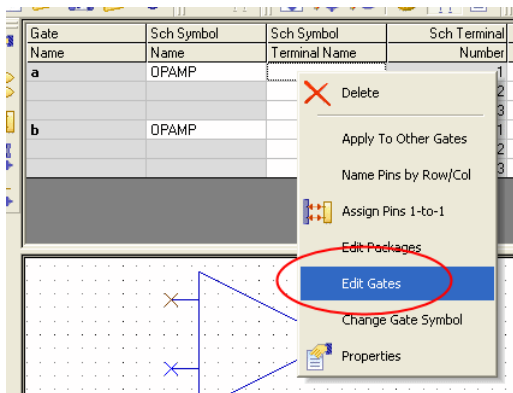 Gate Sch Symbol Sch Symbol Sch Terminal
Name Name Terminal Name Number
a OPAMP 1
2
3
b OPAMP 1
2
3
Delete
Apply To Other Gates
Name Pins by Row/Col
Assign Pins 1-to-1
Edit Packages
Edit Gates
Change Gate Symbol
Properties